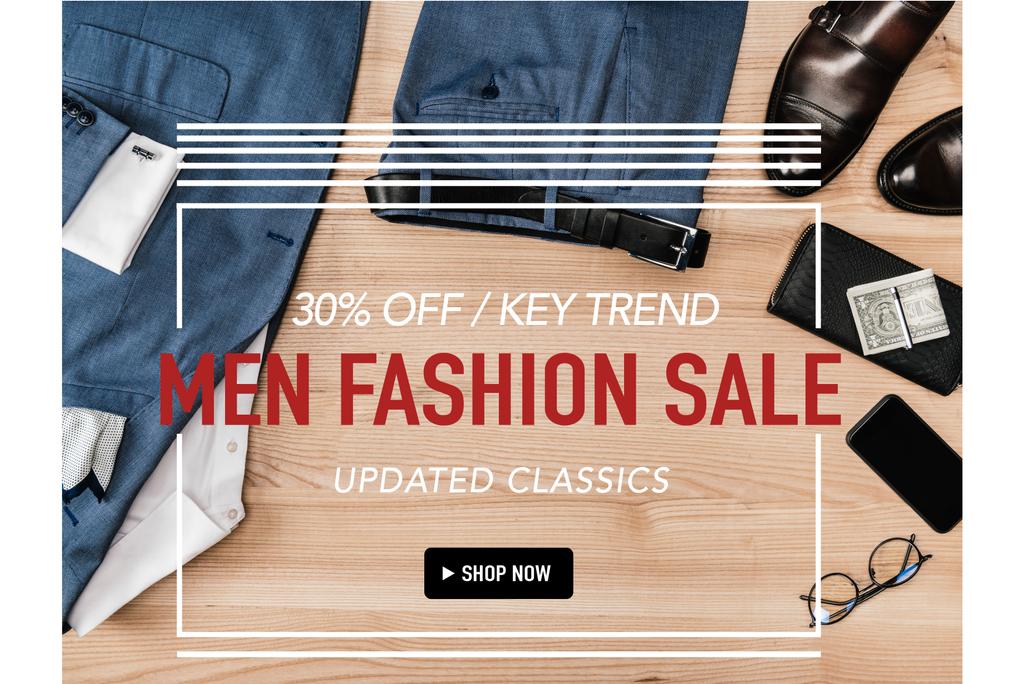 30% OFF / KEY TREND
MEN FASHION SALE
UPDATED CLASSICS
SHOP NOW